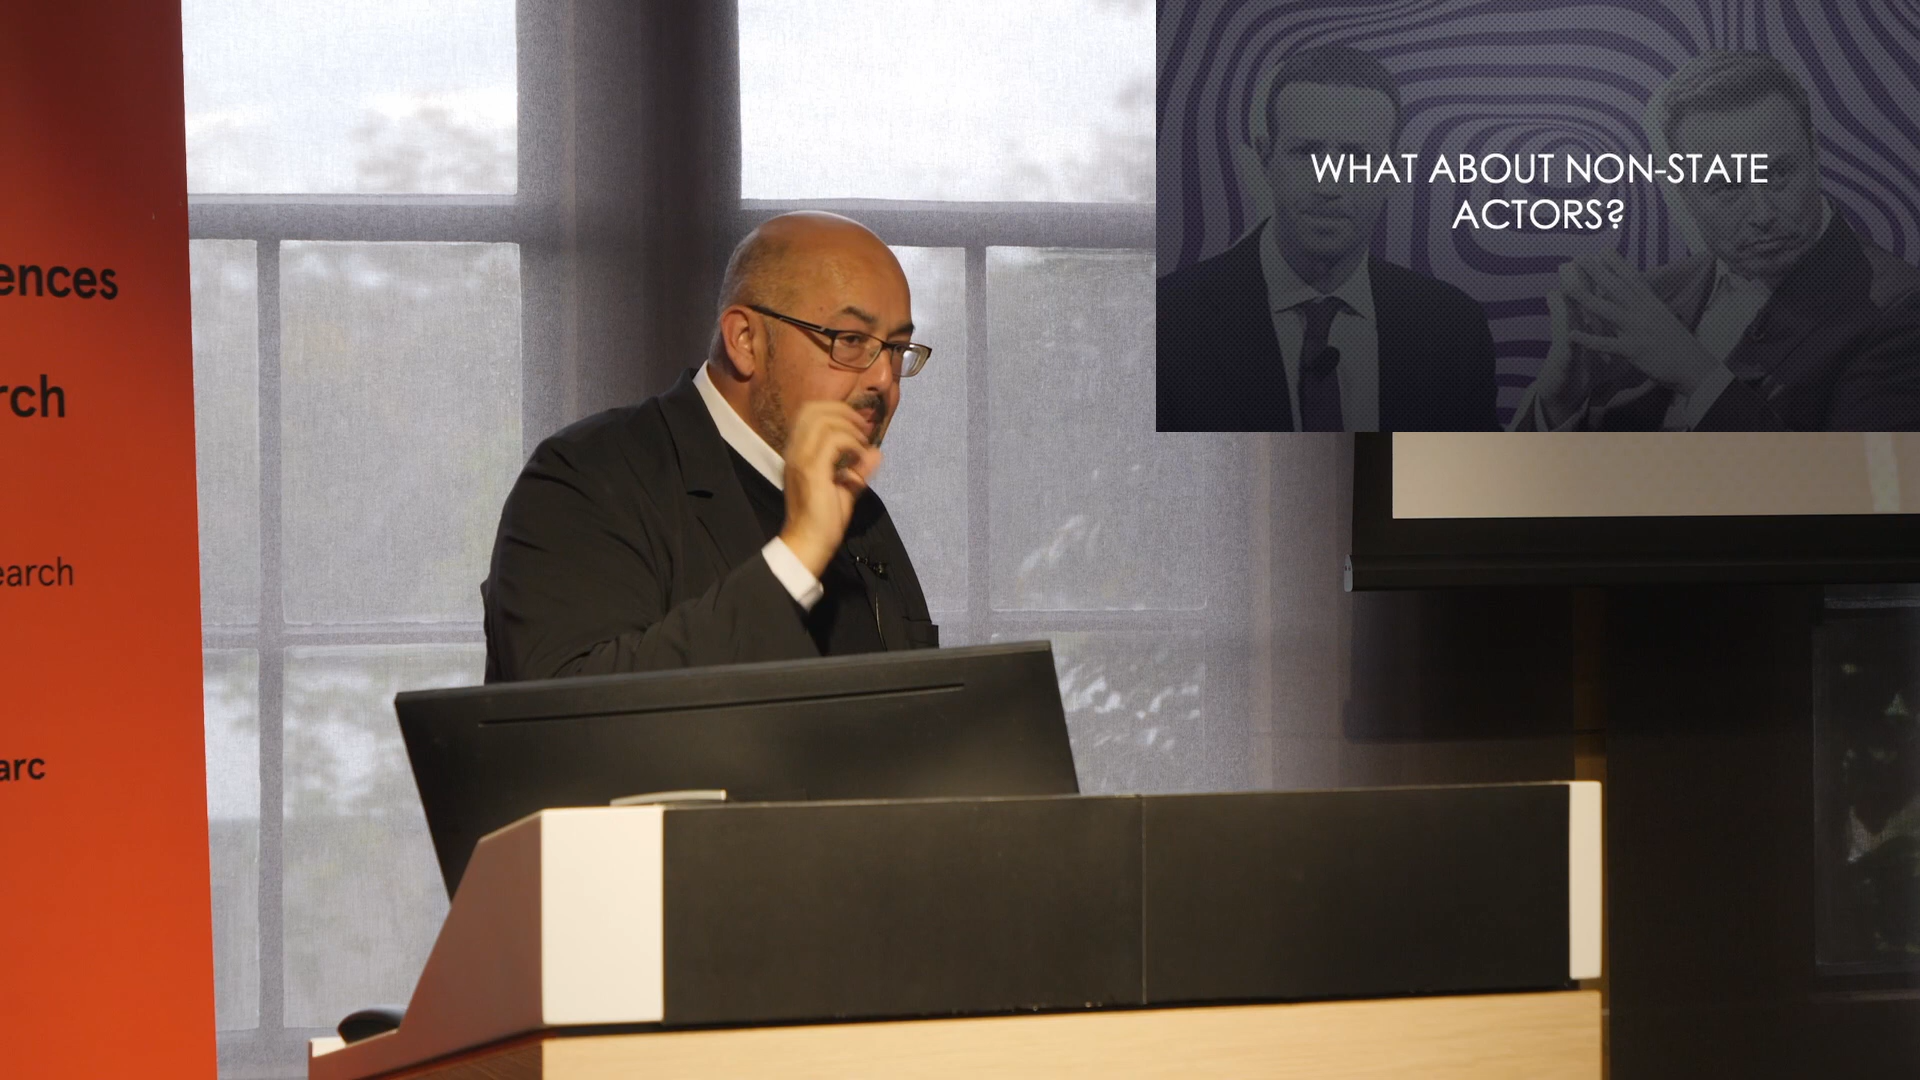 ences
rch
earch
arc
WHAT ABOUT NON-STATE
ACTORS?